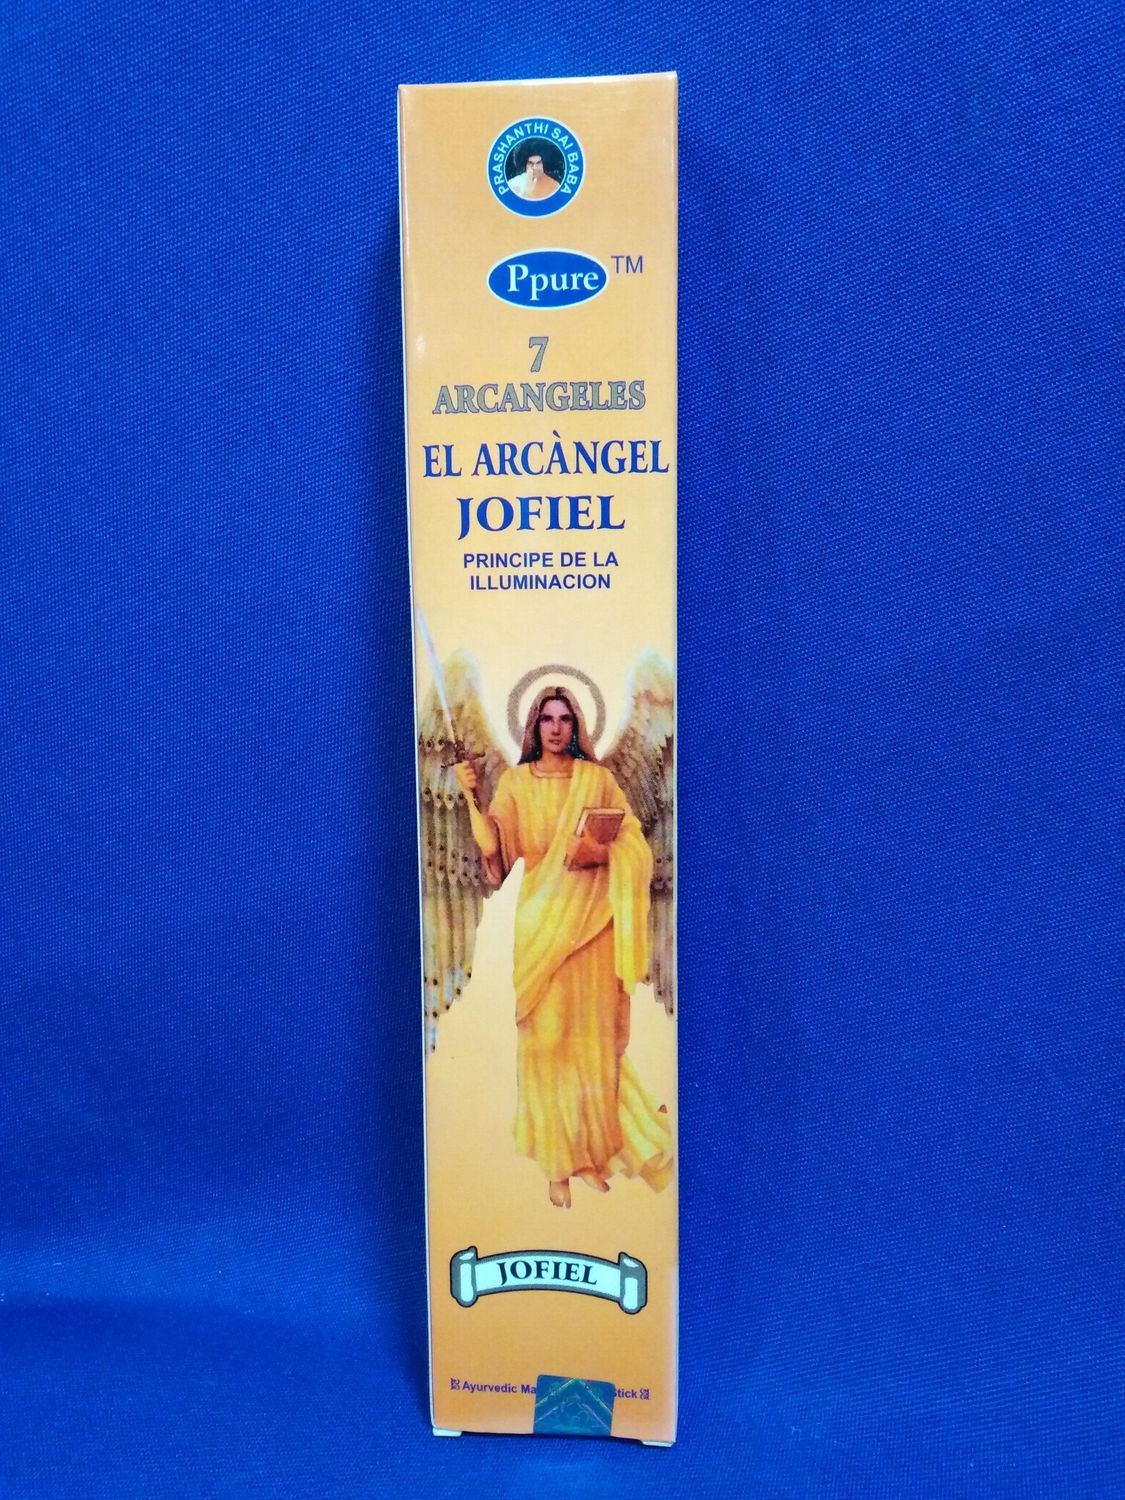 PRASHANTHI SAI BABA
Ppure TM
7
ARCANGELES
EL ARCÀNGEL
JOFIEL
PRINCIPE DE LA
ILLUMINACION
JOFIEL
Ayurvedic